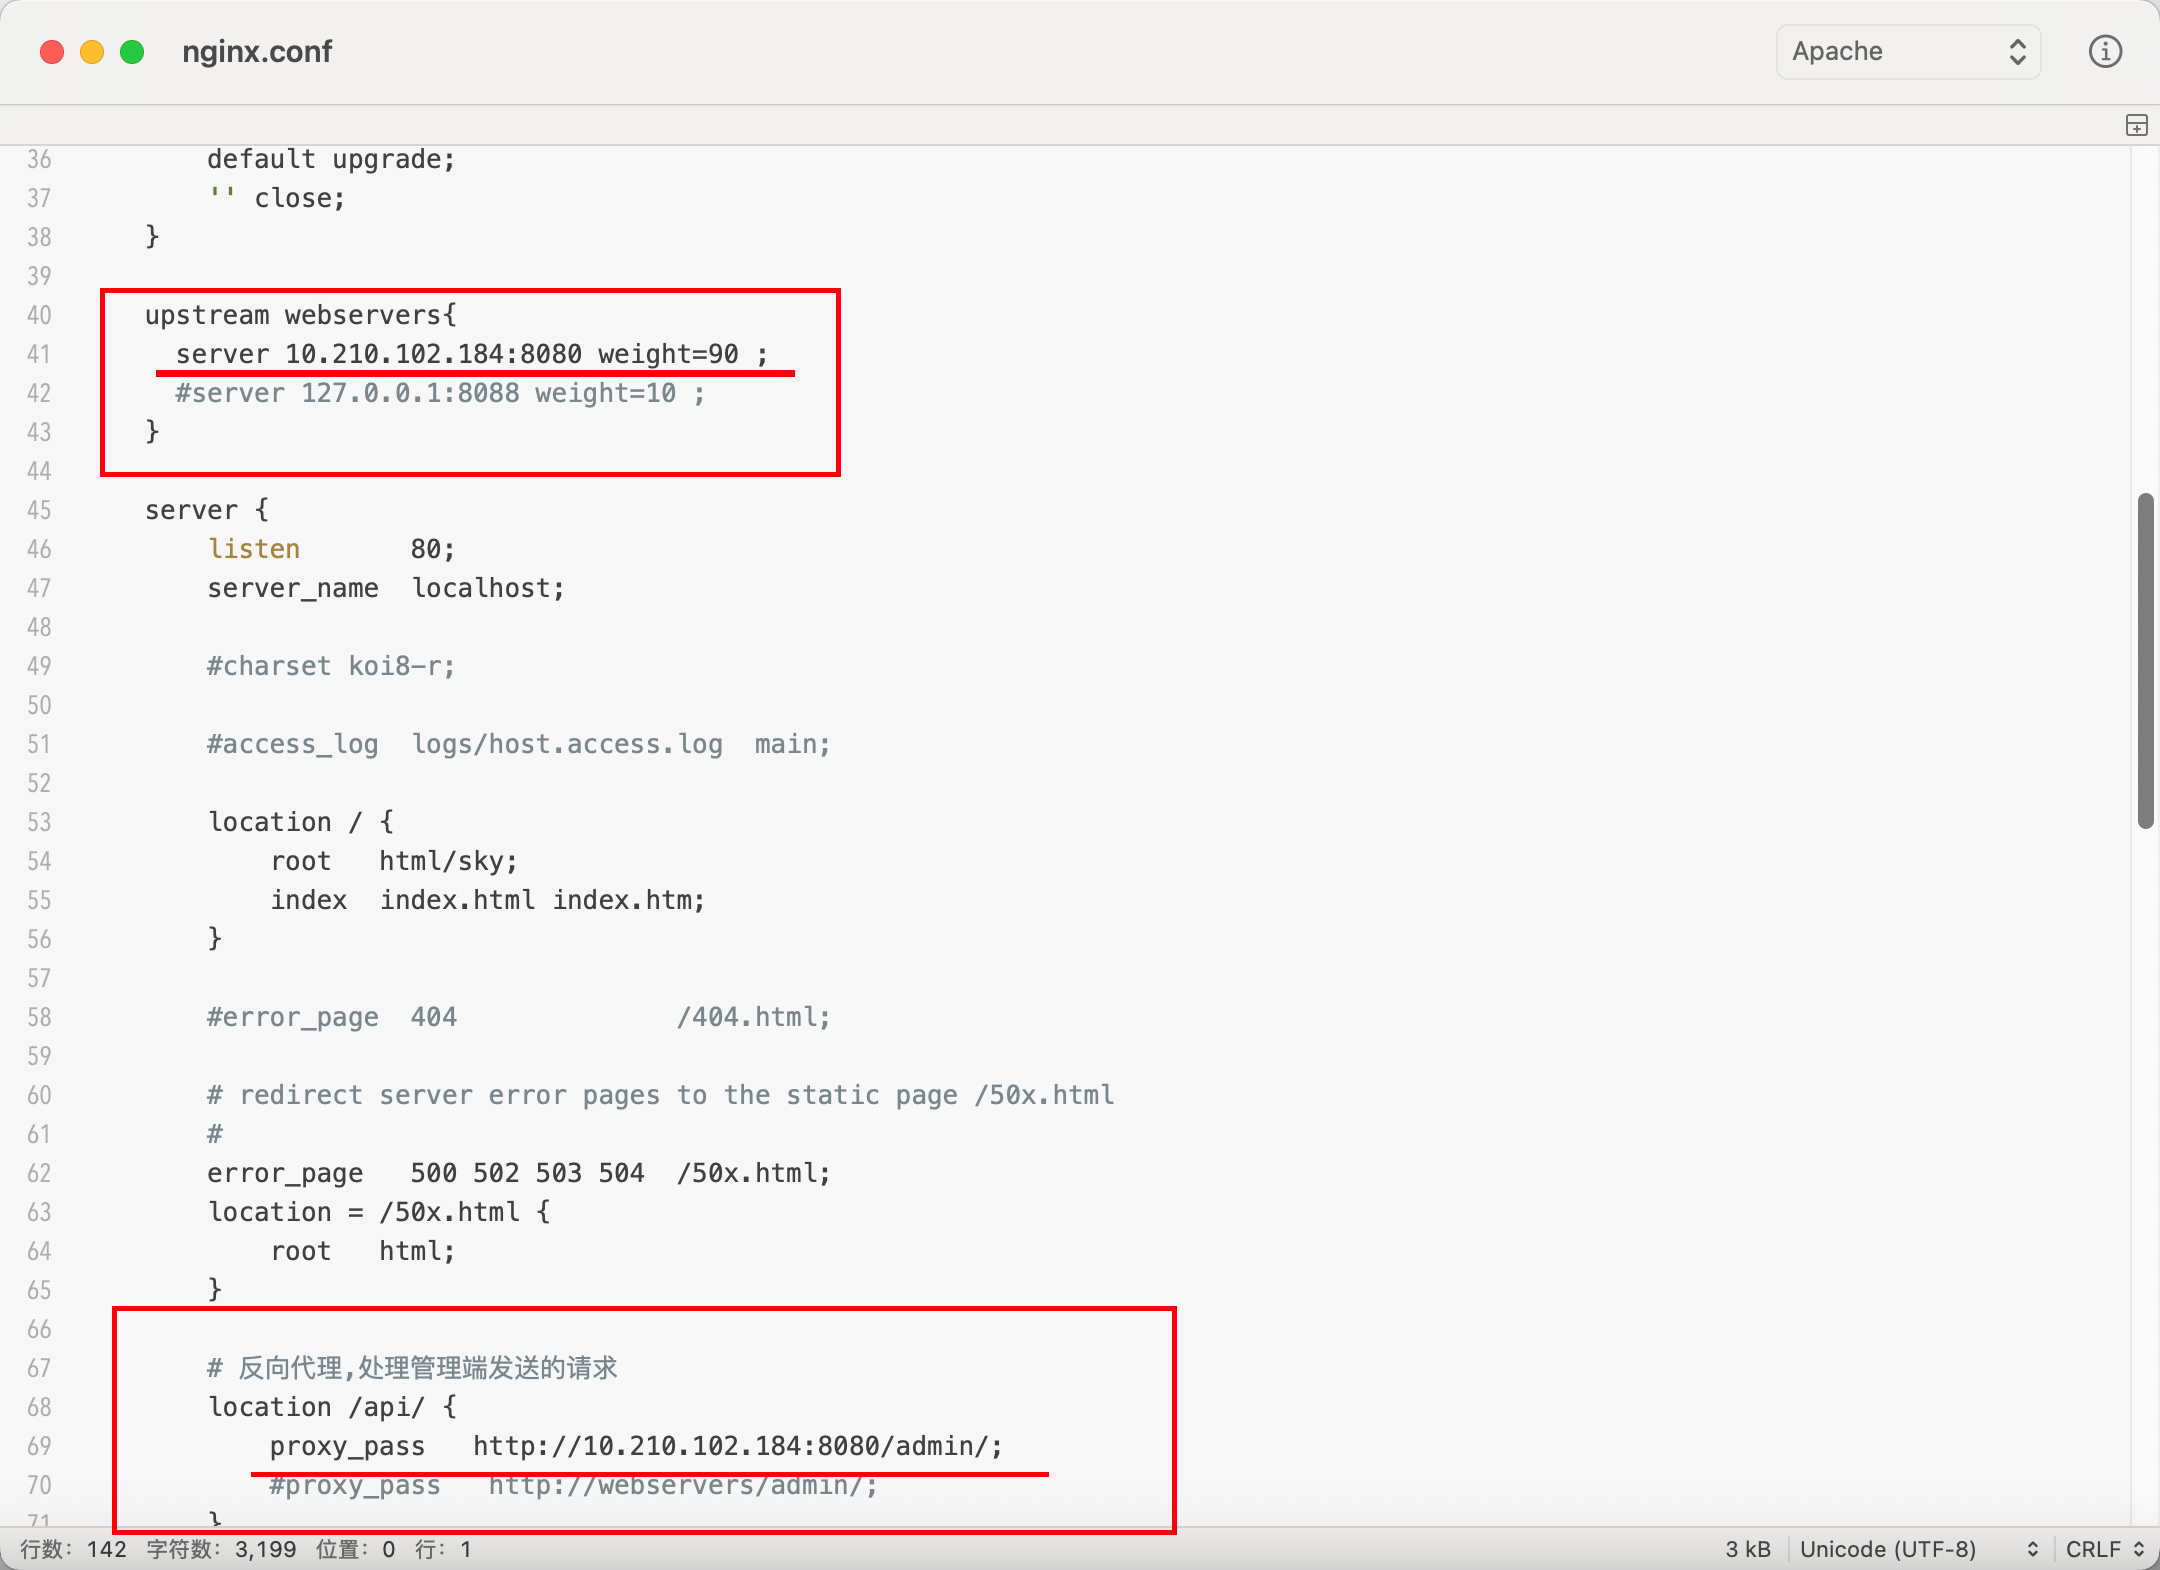 nginx.conf
Apache
36 default upgrade;
37 '' close;
38 }
39
40 upstream webservers{
41 server 10.210.102.184:8080 weight=90 ;
42 #server 127.0.0.1:8088 weight=10 ;
43 }
44
45 server {
46 listen 80;
47 server_name localhost;
48
49 #charset koi8-r;
50
51 #access_log logs/host.access.log main;
52
53 location / {
54 root html/sky;
55 index index.html index.htm;
56 }
57
58 #error_page 404 /404.html;
59
60 # redirect server error pages to the static page /50x.html
61 #
62 error_page 500 502 503 504 /50x.html;
63 location = /50x.html {
64 root html;
65 }
66
67 # 反向代理,处理管理端发送的请求
68 location /api/ {
69 proxy_pass http://10.210.102.184:8080/admin/;
70 #proxy_pass http://webservers/admin/;
71 }
行数: 142 字符数: 3,199 位置: 0 行: 1 3 kB Unicode (UTF-8) CRLF